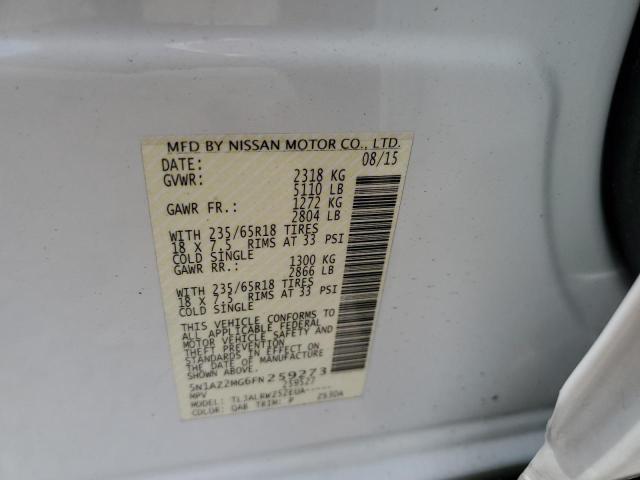 MFD BY NISSAN MOTOR CO., LTD.
DATE: 08/15
GVWR: 2318 KG
5110 LB
GAWR FR.: 1272 KG
2804 LB
WITH 235/65R18 TIRES
18 X 7.5 RIMS AT 33 PSI
COLD SINGLE
GAWR RR.: 1300 KG
2866 LB
WITH 235/65R18 TIRES
18 X 7.5 RIMS AT 33 PSI
COLD SINGLE
THIS VEHICLE CONFORMS TO
ALL APPLICABLE FEDERAL
MOTOR VEHICLE SAFETY AND
THEFT PREVENTION
STANDARDS IN EFFECT ON
THE DATE OF MANUFACTURE
SHOWN ABOVE.
5N1AZ2MG6FN259273
MPV
MODEL:
COLOR: QAB TRIM: P